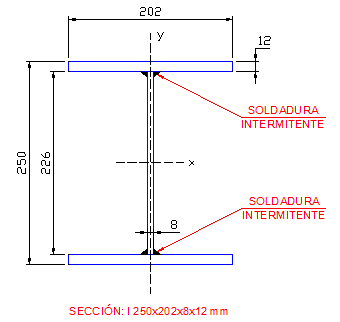 202
y
12
SOLDADURA
INTERMITENTE
250
226
x
SOLDADURA
INTERMITENTE
8
SECCIÓN: I 250x202x8x12 mm